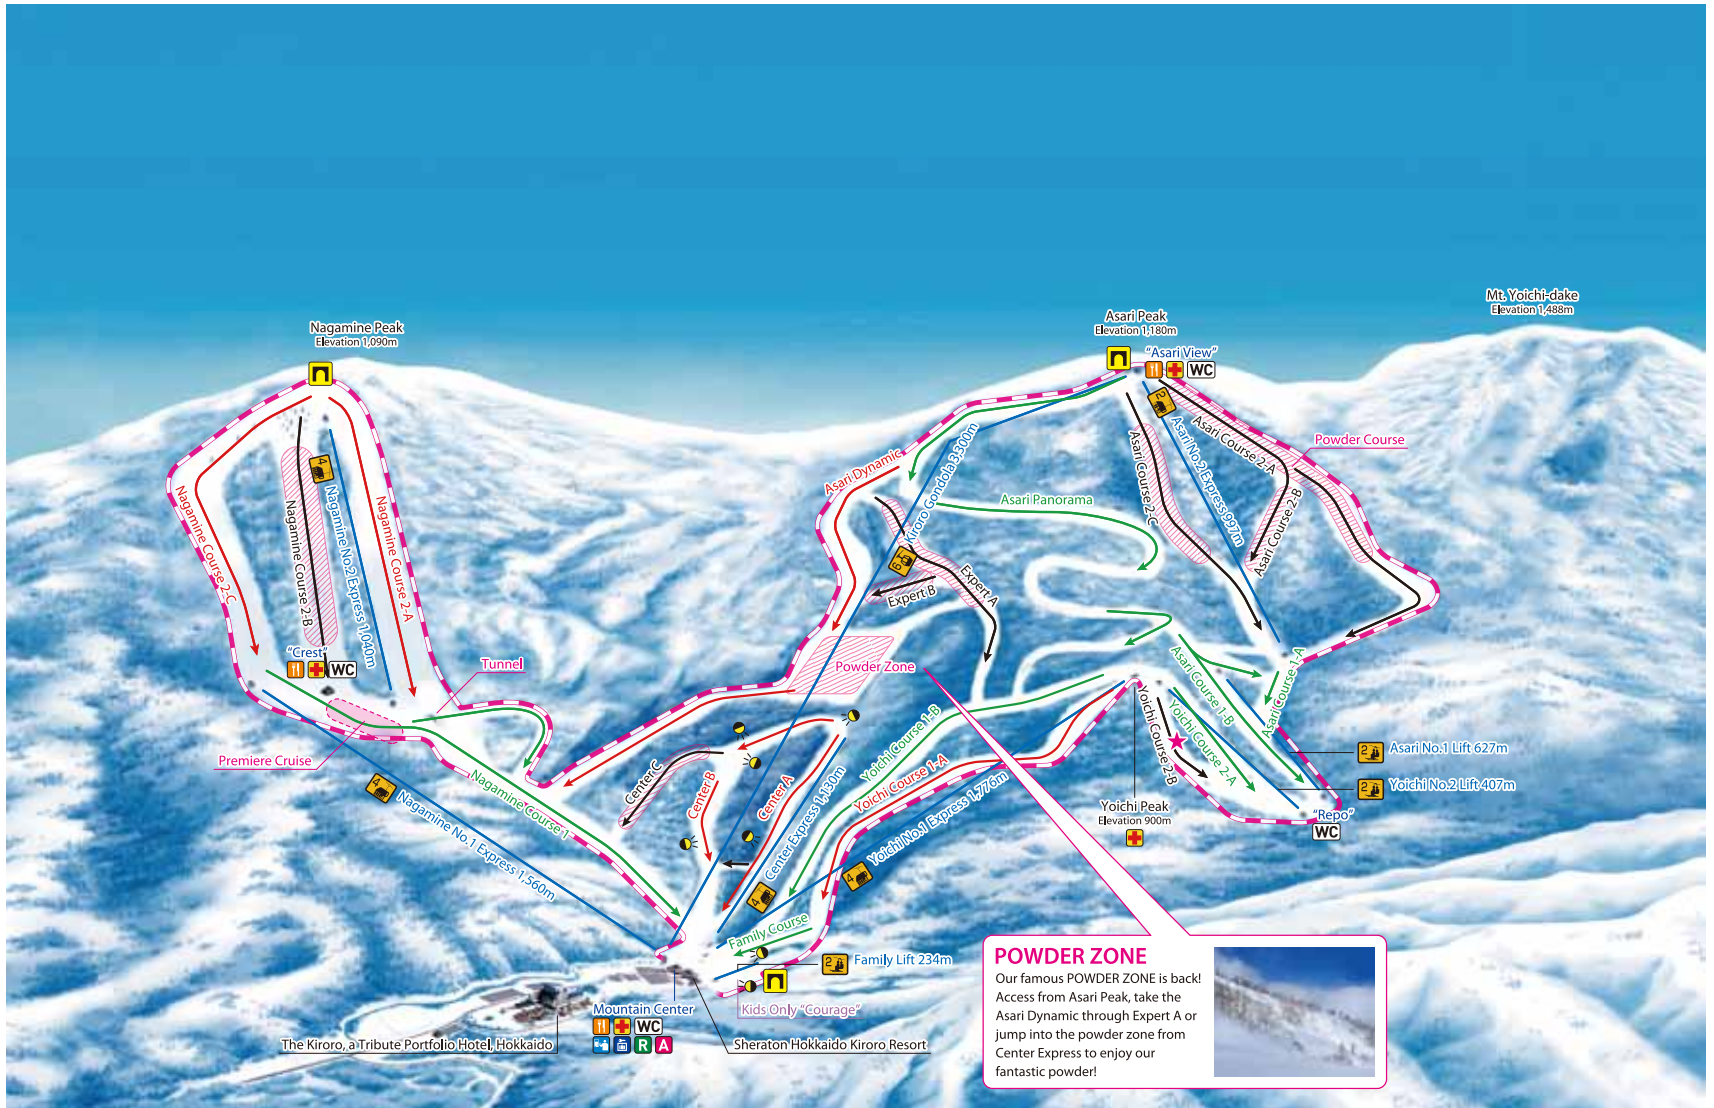 Mt. Yoichi-dake
Elevation 1,488m
Nagamine Peak
Elevation 1,090m
Asari Peak
Elevation 1,180m
"Asari View"
WC
2
Powder Course
Asari Course 2-A
Asari No.2 Express 997m
Asari Course 2-C
Asari Course 2-B
Kiroro Gondola 3,300m
Asari Dynamic
Asari Panorama
6
Expert A
Expert B
4
Nagamine Course 2-C
Nagamine Course 2-B
Nagamine No.2 Express 1,040m
Nagamine Course 2-A
"Crest"
WC
Tunnel
Powder Zone
Premiere Cruise
Nagamine Course 1
4
Nagamine No.1 Express 1,560m
Center C
Center B
Center A
Center Express 1,130m
4
Yoichi Course 1-B
Yoichi Course 1-A
Yoichi No.1 Express 1,776m
4
Asari Course 1-A
Asari Course 1-B
Yoichi Course 2-A
Yoichi Course 2-B
2
Asari No.1 Lift 627m
2
Yoichi No.2 Lift 407m
Yoichi Peak
Elevation 900m
"Repo"
WC
Family Course
2
Family Lift 234m
Kids Only "Courage"
Mountain Center
WC
R
A
The Kiroro, a Tribute Portfolio Hotel, Hokkaido
Sheraton Hokkaido Kiroro Resort
POWDER ZONE
Our famous POWDER ZONE is back!
Access from Asari Peak, take the
Asari Dynamic through Expert A or
jump into the powder zone from
Center Express to enjoy our
fantastic powder!